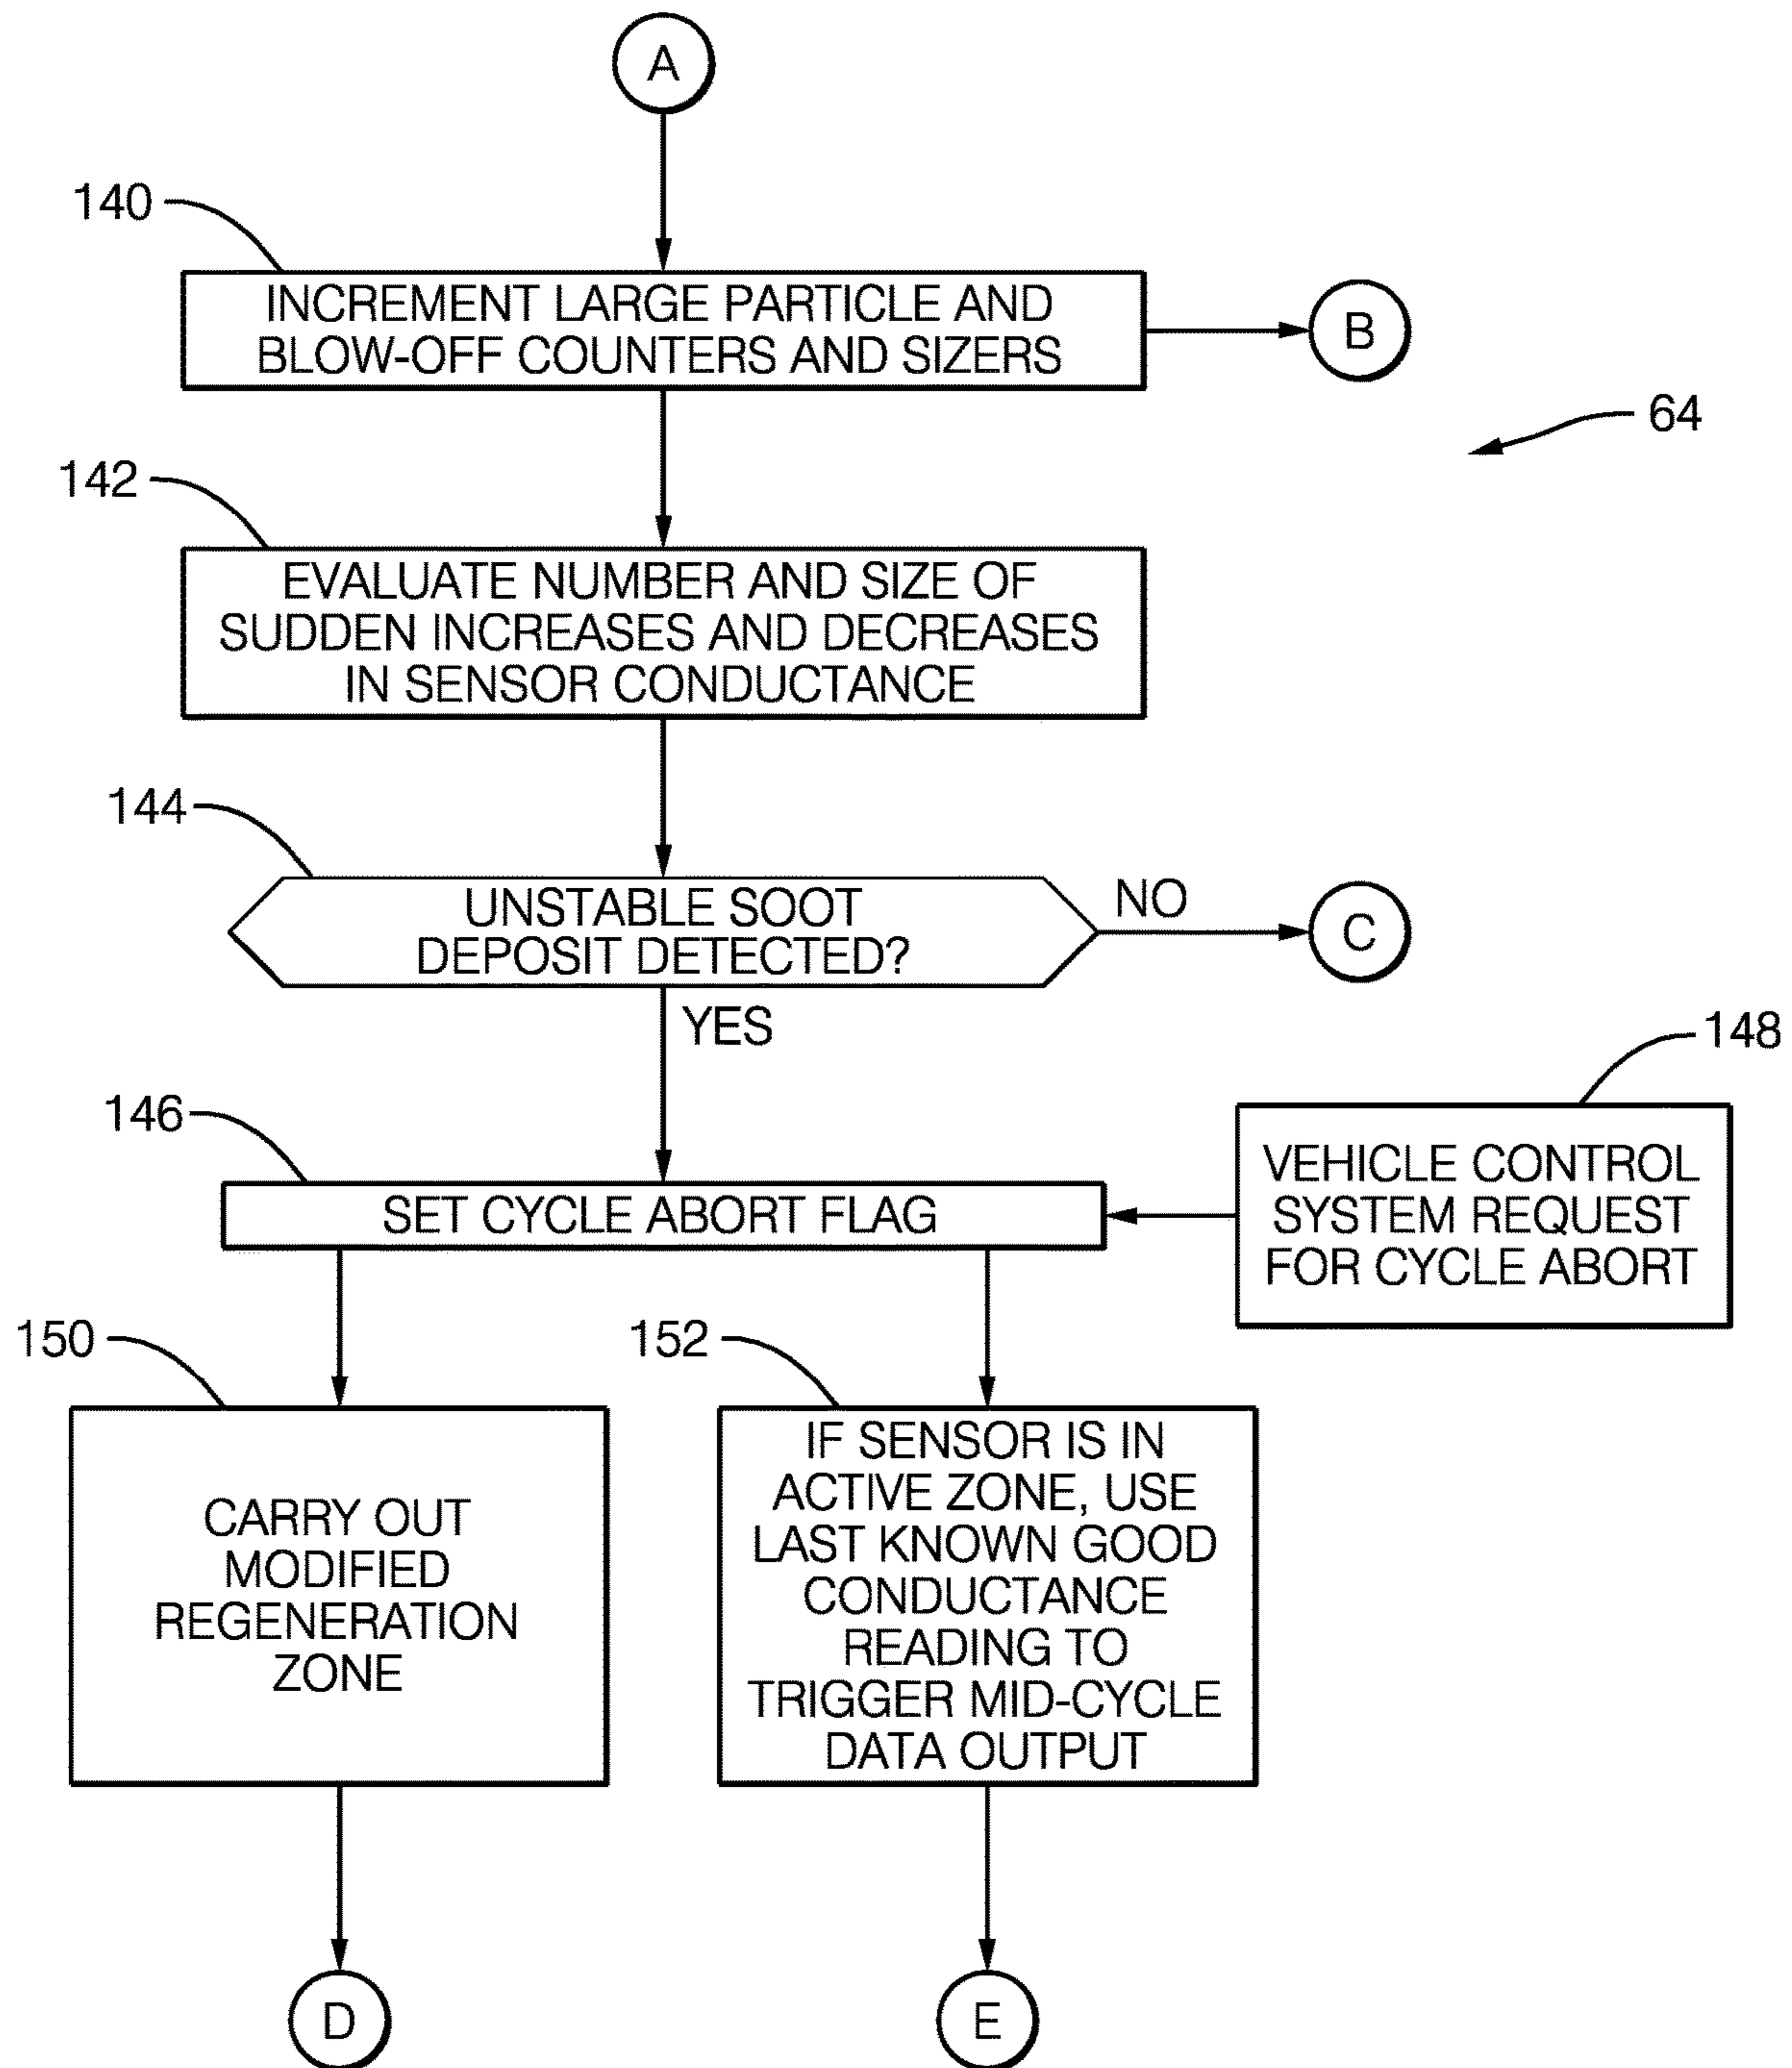 A
140
INCREMENT LARGE PARTICLE AND
BLOW-OFF COUNTERS AND SIZERS
B
64
142
EVALUATE NUMBER AND SIZE OF
SUDDEN INCREASES AND DECREASES
IN SENSOR CONDUCTANCE
144
UNSTABLE SOOT
DEPOSIT DETECTED?
NO
C
YES
148
VEHICLE CONTROL
SYSTEM REQUEST
FOR CYCLE ABORT
146
SET CYCLE ABORT FLAG
150
CARRY OUT
MODIFIED
REGENERATION
ZONE
152
IF SENSOR IS IN
ACTIVE ZONE, USE
LAST KNOWN GOOD
CONDUCTANCE
READING TO
TRIGGER MID-CYCLE
DATA OUTPUT
D
E